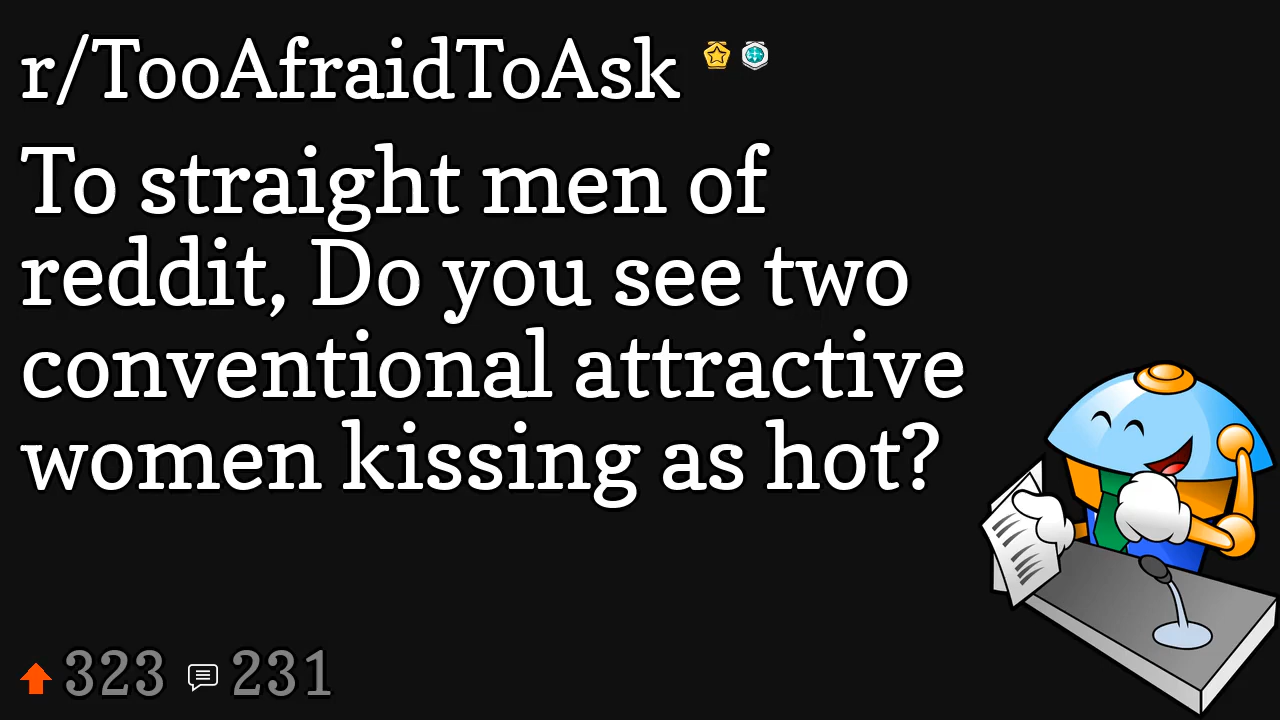 r/TooAfraidToAsk
To straight men of
reddit, Do you see two
conventional attractive
women kissing as hot?
323 231